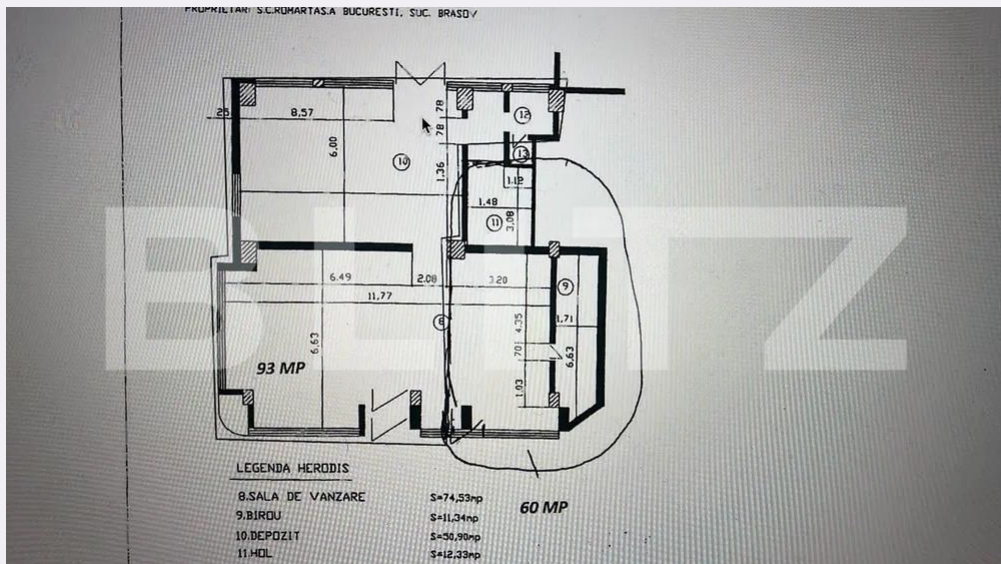 PROPRIETAR: S.C.ROMARTAS.A BUCURESTI, SUC. BRASOV
25
8,57
6,00
78
78
1,36
10
12
13
1,12
1,48
11
3,08
6,49
2,08
3,20
11,77
8
9
1,71
6,63
4,35
70
1,03
6,63
BLITZ
93 MP
60 MP
LEGENDA HERODIS
8.SALA DE VANZARE S=74,53mp
9.BIROU S=11,34mp
10.DEPOZIT S=50,90mp
11.HOL S=12,33mp